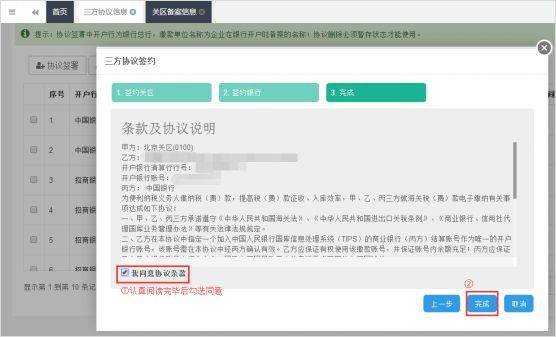 首页
三方协议信息
关区备案信息
提示：协议签署中开户行为银行总行，缴款单位名称为企业在银行开户时备案的名称！协议删除必须暂存状态才能使用。
协议签署
三方协议签约
1. 签约关区
2. 签约银行
3. 完成
序号
开户行
1
中国银
2
中国银
3
招商银
4
招商银
5
招商银
6
招商银
条款及协议说明
甲方：北京关区(0100)
乙方：
开户银行清算行行号：
开户银行账号：
丙方： 中国银行
为便利纳税义务人缴纳税（费）款，提高税（费）款征收、入库效率，甲、乙、丙三方就海关税（费）款电子缴纳有关事
项达成如下协议：
一、甲、乙、丙三方承诺遵守《中华人民共和国海关法》、《中华人民共和国进出口关税条例》、《商业银行、信用社代
理国库业务管理办法》等有关法律法规规定。
二、乙方在本协议中指定一个加入中国人民银行国库信息处理系统（TIPS）的商业银行（丙方）结算账号作为唯一的开户
银行账号，该账号需在本协议中经丙方确认有效。乙方应保证有权使用该缴款账号，并保证账号内余额充足；丙方应保
我同意协议条款
①认真阅读完毕后勾选同意
②
上一步
完成
取消
显示第 1 到第 10 条记